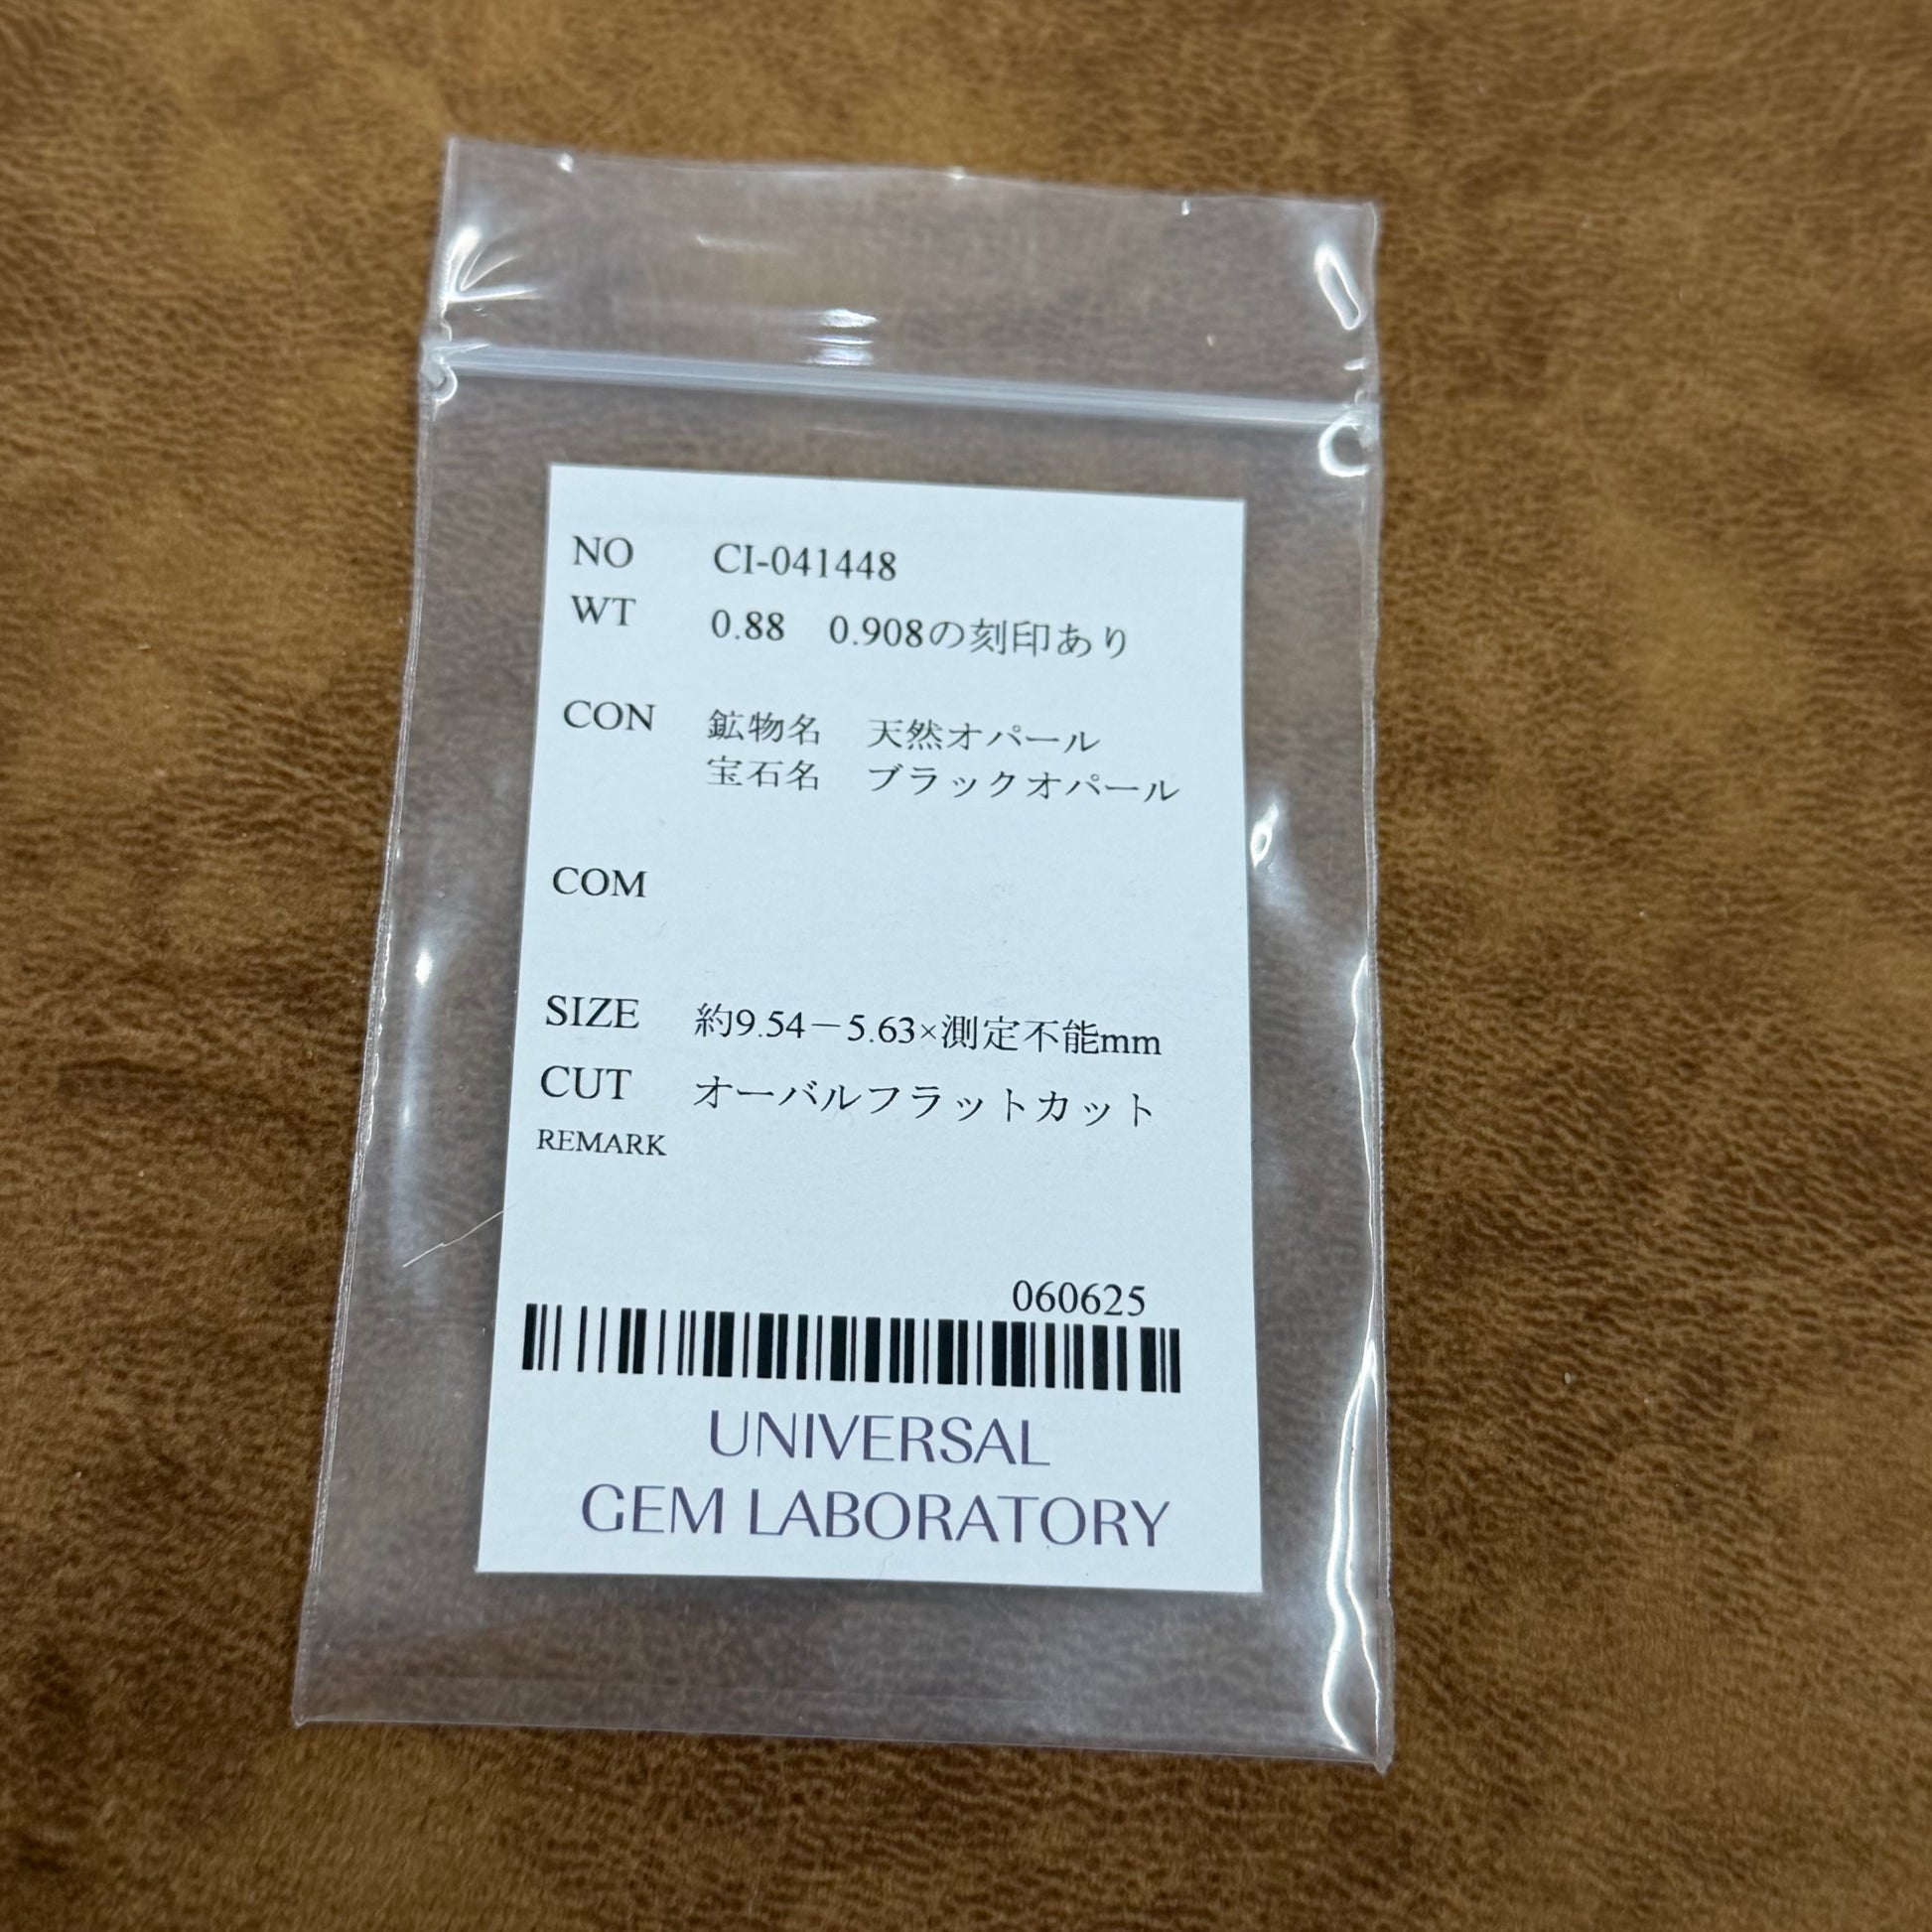 NO CI-041448
WT 0.88 0.908の刻印あり
CON 鉱物名 天然オパール
宝石名 ブラックオパール
COM
SIZE 約9.54－5.63×測定不能mm
CUT オーバルフラットカット
REMARK
060625
UNIVERSAL
GEM LABORATORY